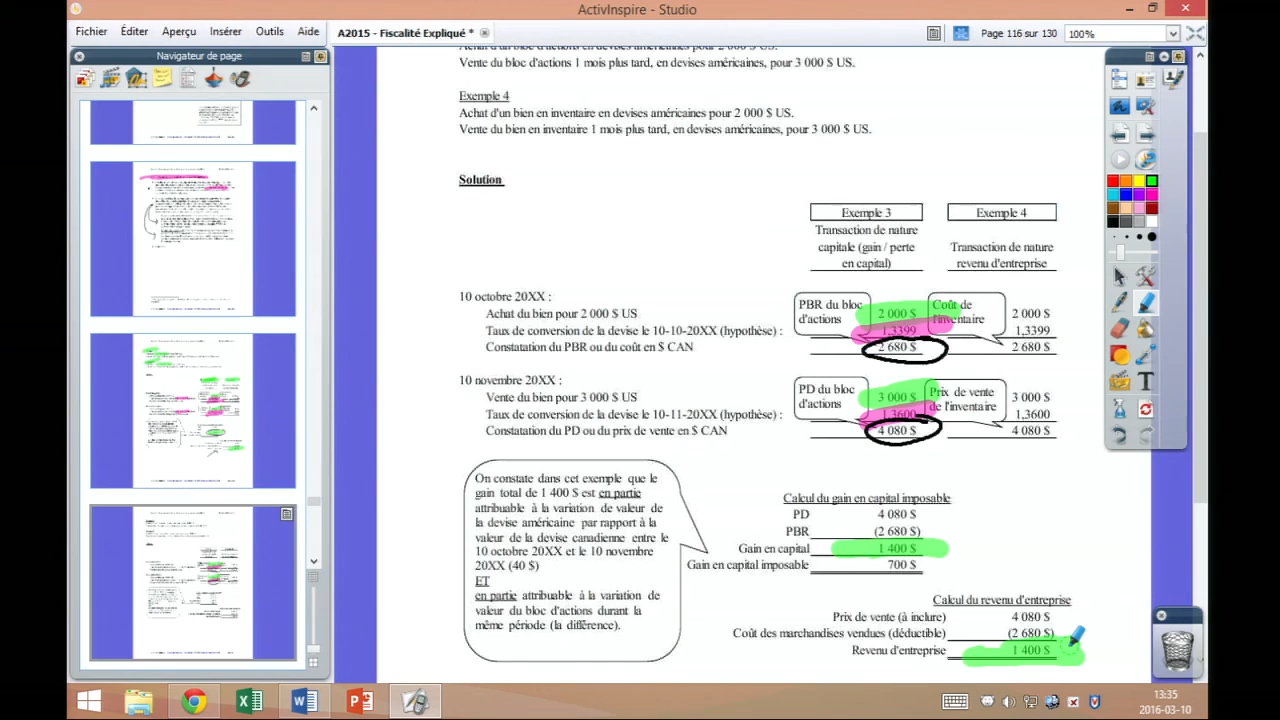 ActivInspire - Studio
Fichier Éditer Aperçu Insérer Outils Aide
A2015 - Fiscalité Expliqué *
Page 116 sur 130
100%
Navigateur de page
Achat d'un bloc d'actions en devises américaines pour 2 000 $ US.
Vente du bloc d'actions 1 mois plus tard, en devises américaines, pour 3 000 $ US.
Exemple 4
Achat d'un bien en inventaire en devises américaines pour 2 000 $ US.
Vente du bien en inventaire 1 mois plus tard, en devises américaines, pour 3 000 $ US.
Solution
Exemple 3 Exemple 4
Transaction de nature
capitale (gain / perte Transaction de nature
en capital) revenu d'entreprise
10 octobre 20XX :
PBR du bloc
d'actions
Coût de
l'inventaire
Achat du bien pour 2 000 $ US 2 000 $ 2 000 $
Taux de conversion de la devise le 10-10-20XX (hypothèse) : 1,3399 1,3399
Constatation du PBR ou du coût en $ CAN 2 680 $ 2 680 $
10 novembre 20XX :
PD du bloc
d'actions
Prix de vente
de l'inventaire
Vente du bien pour 3 000 $ US 3 000 $ 3 000 $
Taux de conversion de la devise le 10-11-20XX (hypothèse) : 1,3600 1,3600
Constatation du PD ou du prix de vente en $ CAN 4 080 $ 4 080 $
On constate dans cet exemple que le
gain total de 1 400 $ est en partie
attribuable à la variation de valeur de
la devise américaine par rapport à la
valeur de la devise canadienne entre le
10 octobre 20XX et le 10 novembre
20XX (40 $)
ET
en partie attribuable à la variation de
valeur du bloc d'actions durant la
même période (la différence).
Calcul du gain en capital imposable
PD 4 080 $
PBR (2 680 $)
Gain en capital 1 400 $
Gain en capital imposable 700 $
Calcul du revenu d'entreprise
Prix de vente (à inclure) 4 080 $
Coût des marchandises vendues (déductible) (2 680 $)
Revenu d'entreprise 1 400 $
13:35
2016-03-10